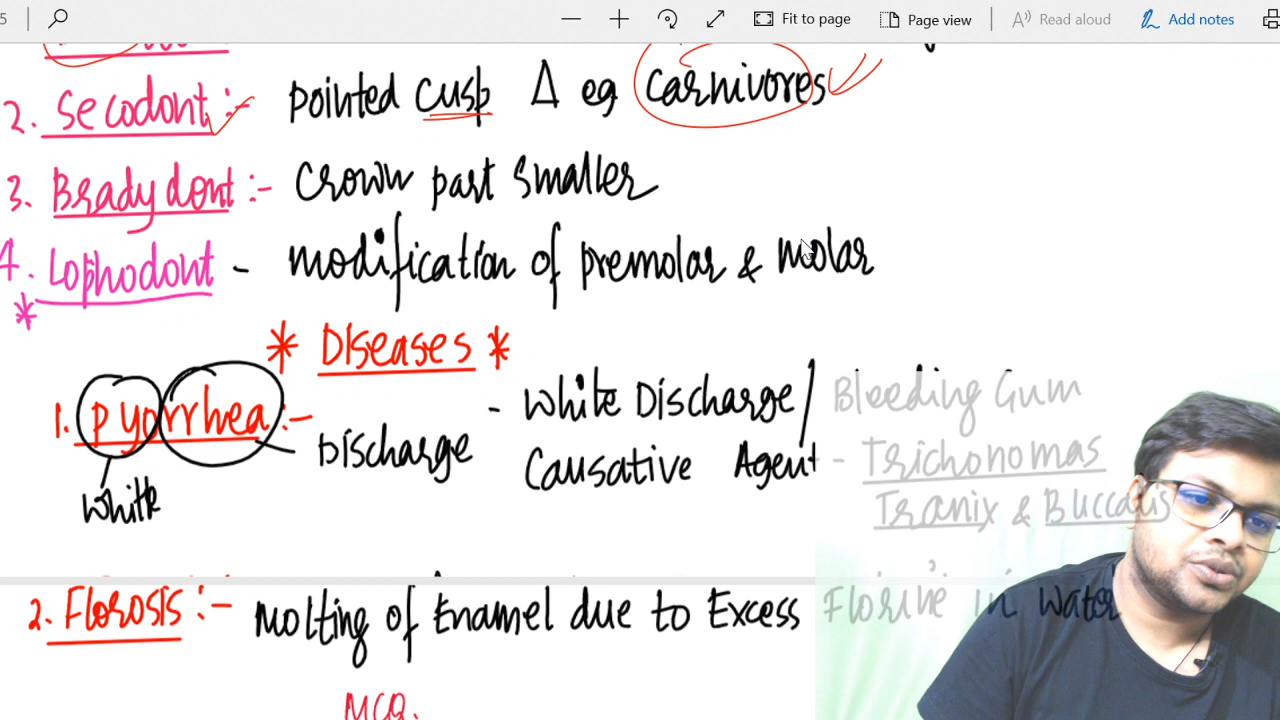 5
Fit to page
Page view
Read aloud
Add notes
2. Secodont :- pointed Cusp Δ eg Carnivores
3. Bradydont :- Crown part smaller
4. Lophodont - modification of premolar & molar
*
* Diseases *
1. pyorrhea :- Discharge - White Discharge / Bleeding Gum
Causative Agent - Trichonomas
Tranix & Buccalis
White
2. Florosis :- Molting of Enamel due to Excess Florine in water
MCQ.